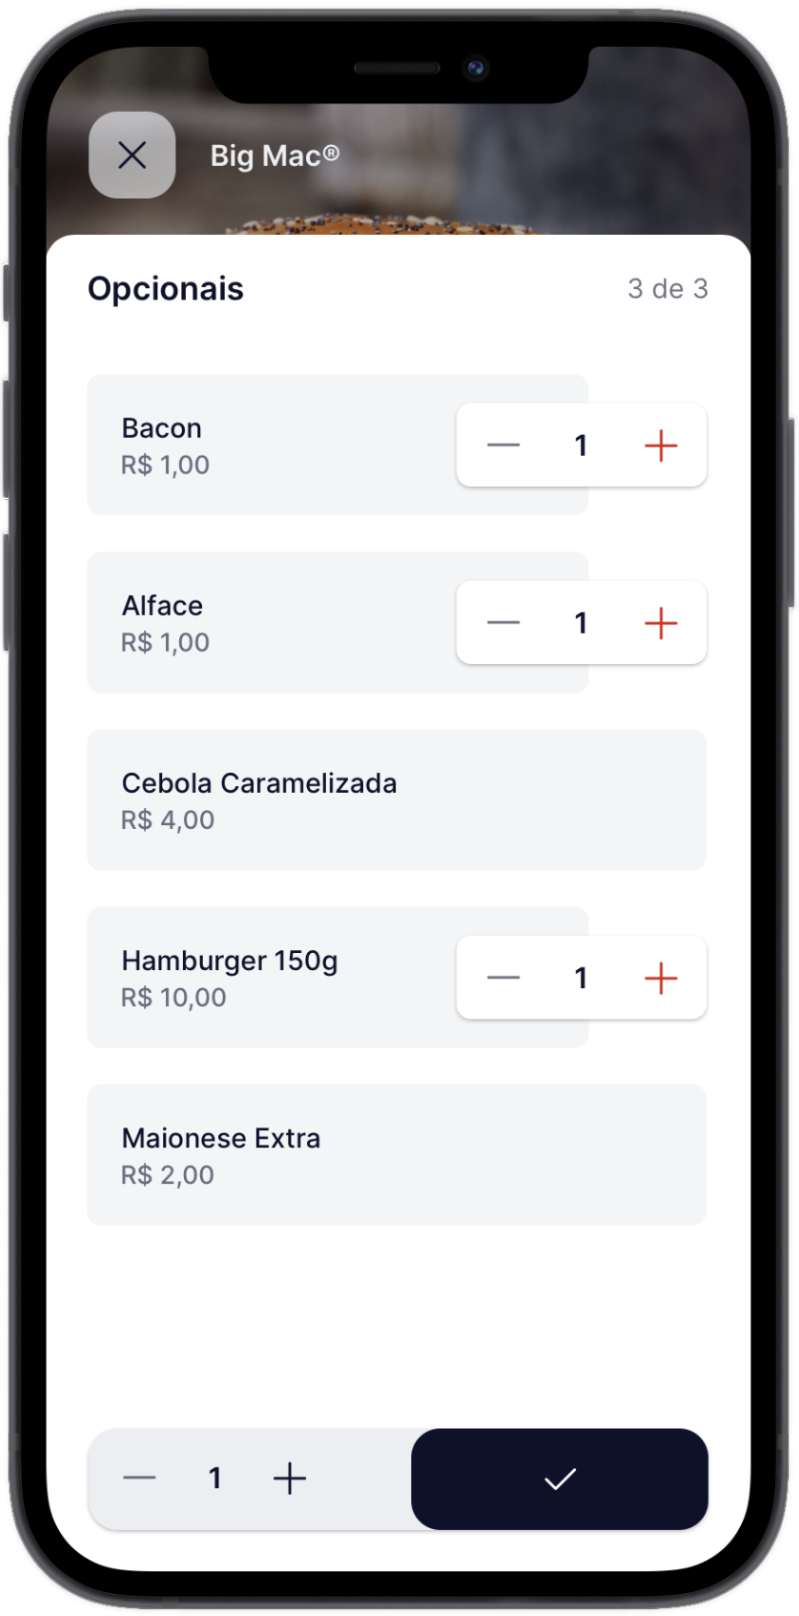 Big Mac®
Opcionais
3 de 3
Bacon
R$ 1,00
1
Alface
R$ 1,00
1
Cebola Caramelizada
R$ 4,00
Hamburger 150g
R$ 10,00
1
Maionese Extra
R$ 2,00
1